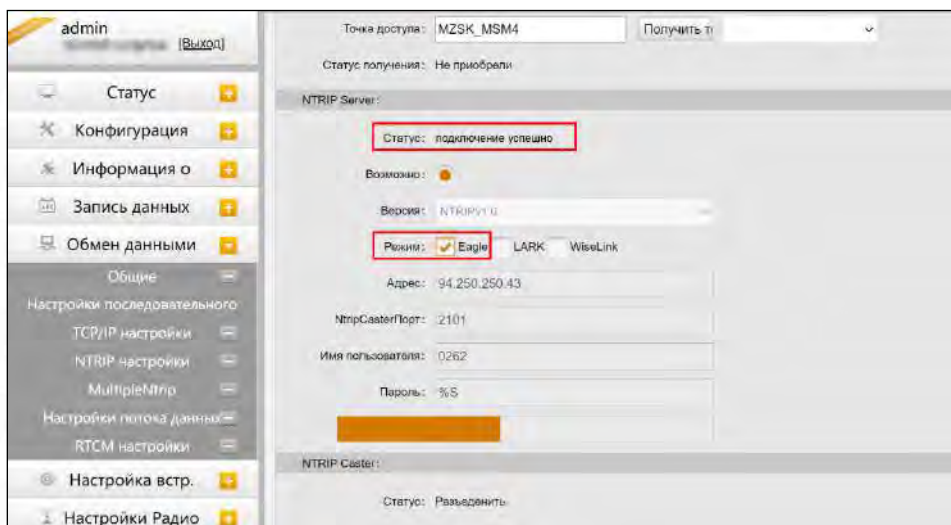 admin
[Выход]
Статус
Конфигурация
Информация о
Запись данных
Обмен данными
Общие
Настройки последовательного
TCP/IP настройки
NTRIP настройки
MultipleNtrip
Настройки потока данных
RTCM настройки
Настройка встр.
Настройки Радио
Точка доступа: MZSK_MSM4 Получить т
Статус получения: Не приобрели
NTRIP Server:
Статус: подключение успешно
Возможно:
Версия: NTRIPv1.0
Режим: Eagle LARK WiseLink
Адрес: 94.250.250.43
NtripCasterПорт: 2101
Имя пользователя: 0262
Пароль: %S
NTRIP Caster:
Статус: Разъеденить